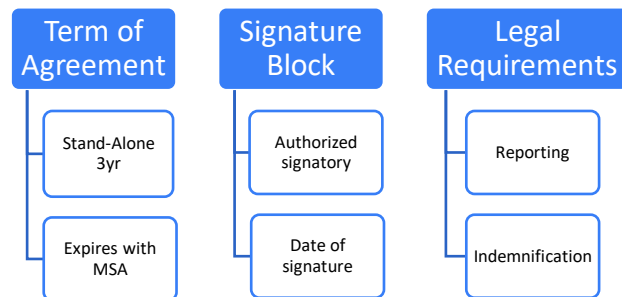 Term of
Agreement
Stand-Alone
3yr
Expires with
MSA
Signature
Block
Authorized
signatory
Date of
signature
Legal
Requirements
Reporting
Indemnification